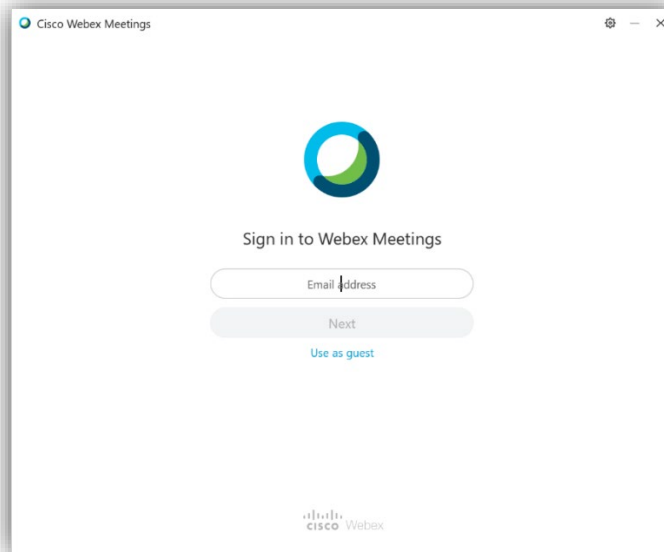 Cisco Webex Meetings
Sign in to Webex Meetings
Email address
Next
Use as guest
cisco Webex